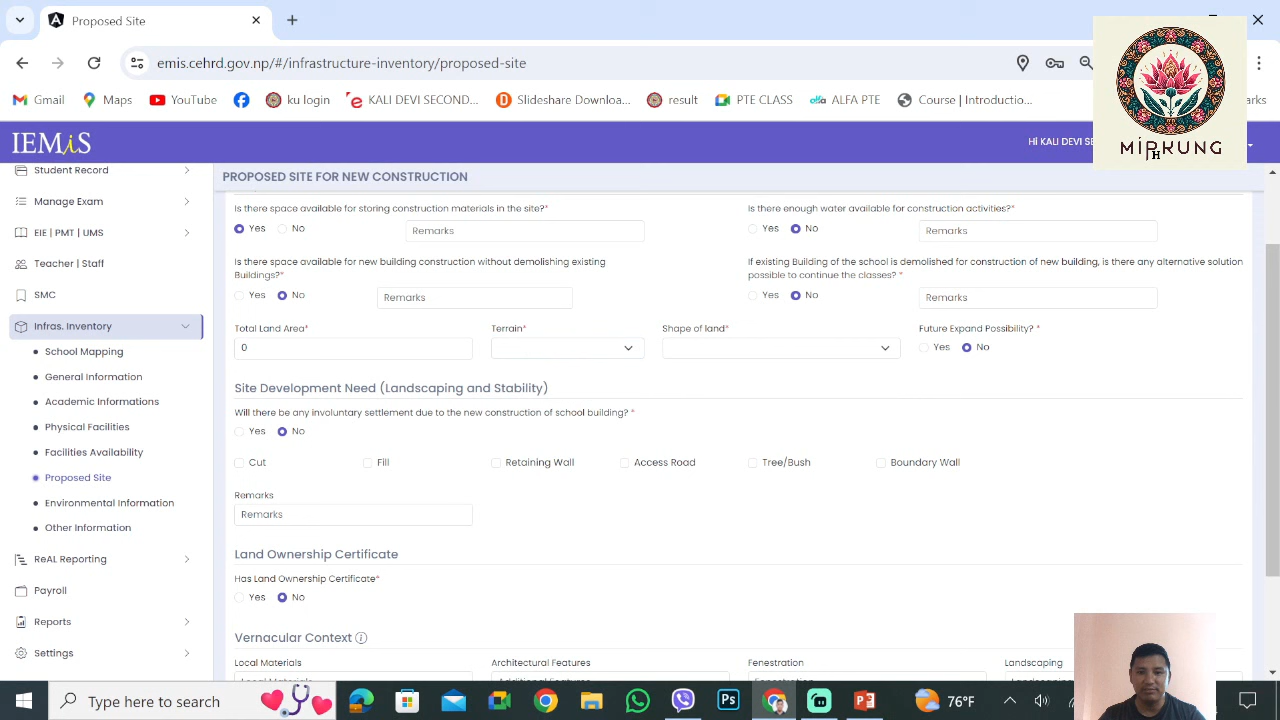 Proposed Site
emis.cehrd.gov.np/#/infrastructure-inventory/proposed-site
Gmail Maps YouTube ku login KALI DEVI SECOND... Slideshare Downloa... result PTE CLASS ALFA PTE Course | Introductio...
IEMiS
Hi KALI DEVI SE
MIRKUNG
H
Student Record
Manage Exam
EIE | PMT | UMS
Teacher | Staff
SMC
Infras. Inventory
School Mapping
General Information
Academic Informations
Physical Facilities
Facilities Availability
Proposed Site
Environmental Information
Other Information
ReAL Reporting
Payroll
Reports
Settings
PROPOSED SITE FOR NEW CONSTRUCTION
Is there space available for storing construction materials in the site?*
Yes No Remarks
Is there enough water available for construction activities?*
Yes No Remarks
Is there space available for new building construction without demolishing existing
Buildings?*
Yes No Remarks
If existing Building of the school is demolished for construction of new building, is there any alternative solution
possible to continue the classes? *
Yes No Remarks
Total Land Area* Terrain* Shape of land* Future Expand Possibility? *
0 Yes No
Site Development Need (Landscaping and Stability)
Will there be any involuntary settlement due to the new construction of school building? *
Yes No
Cut Fill Retaining Wall Access Road Tree/Bush Boundary Wall
Remarks
Remarks
Land Ownership Certificate
Has Land Ownership Certificate*
Yes No
Vernacular Context
Local Materials Architectural Features Fenestration Landscaping
Type here to search
Ps
76°F